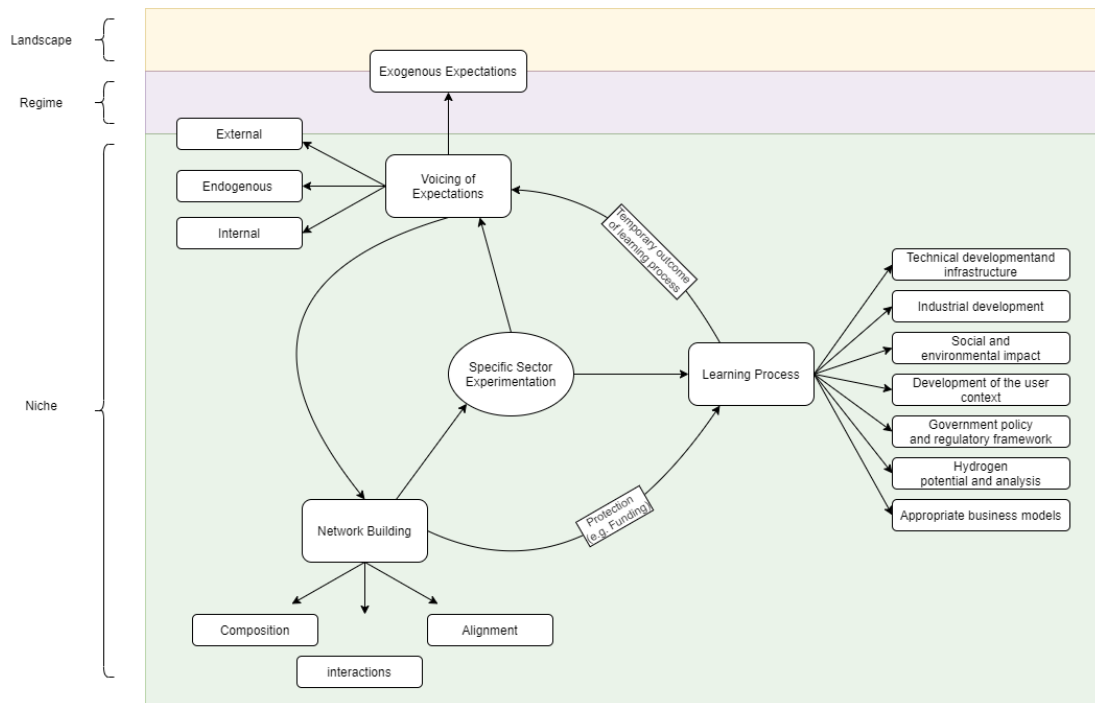 Landscape
Exogenous Expectations
Regime
External
Voicing of
Expectations
Endogenous
Internal
Temporary outcome
of learning process
Technical developmentand
infrastructure
Industrial development
Social and
environmental impact
Specific Sector
Experimentation
Learning Process
Development of the user
context
Niche
Government policy
and regulatory framework
Hydrogen
potential and analysis
Appropriate business models
Network Building
Protection
(e.g. Funding)
Composition
Alignment
interactions